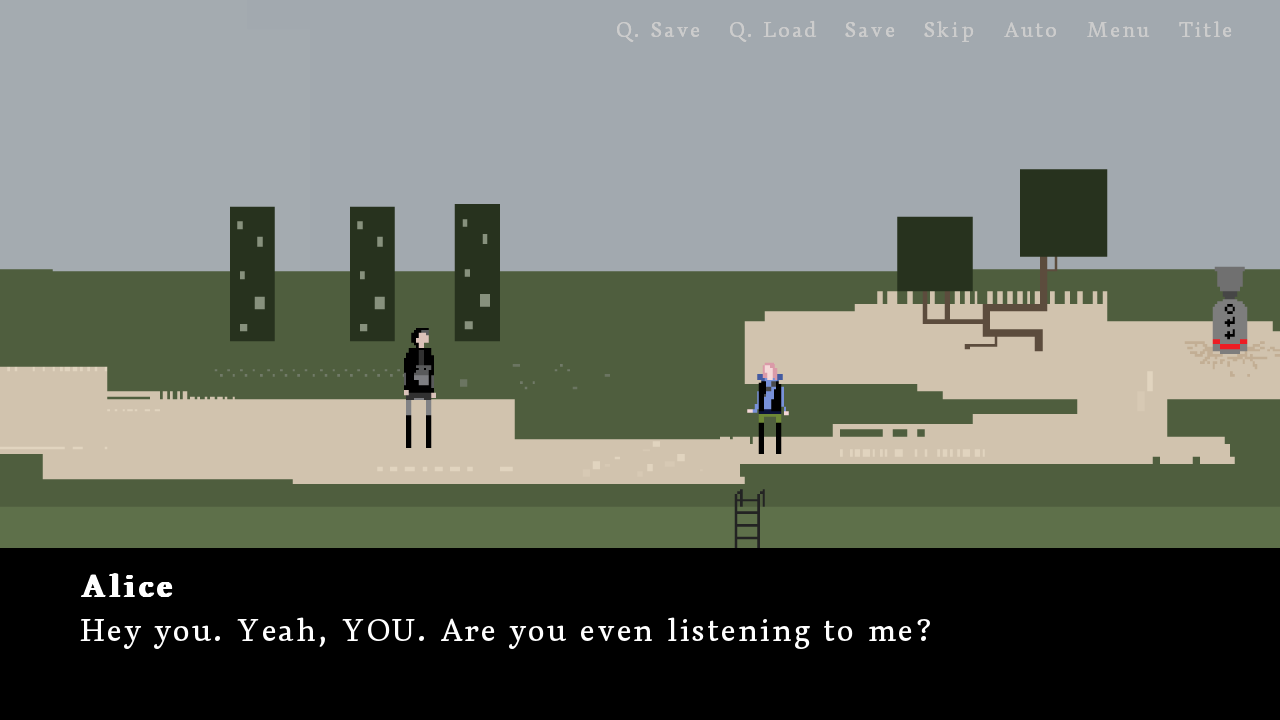 Q. Save Q. Load Save Skip Auto Menu Title
Alice
Hey you. Yeah, YOU. Are you even listening to me?